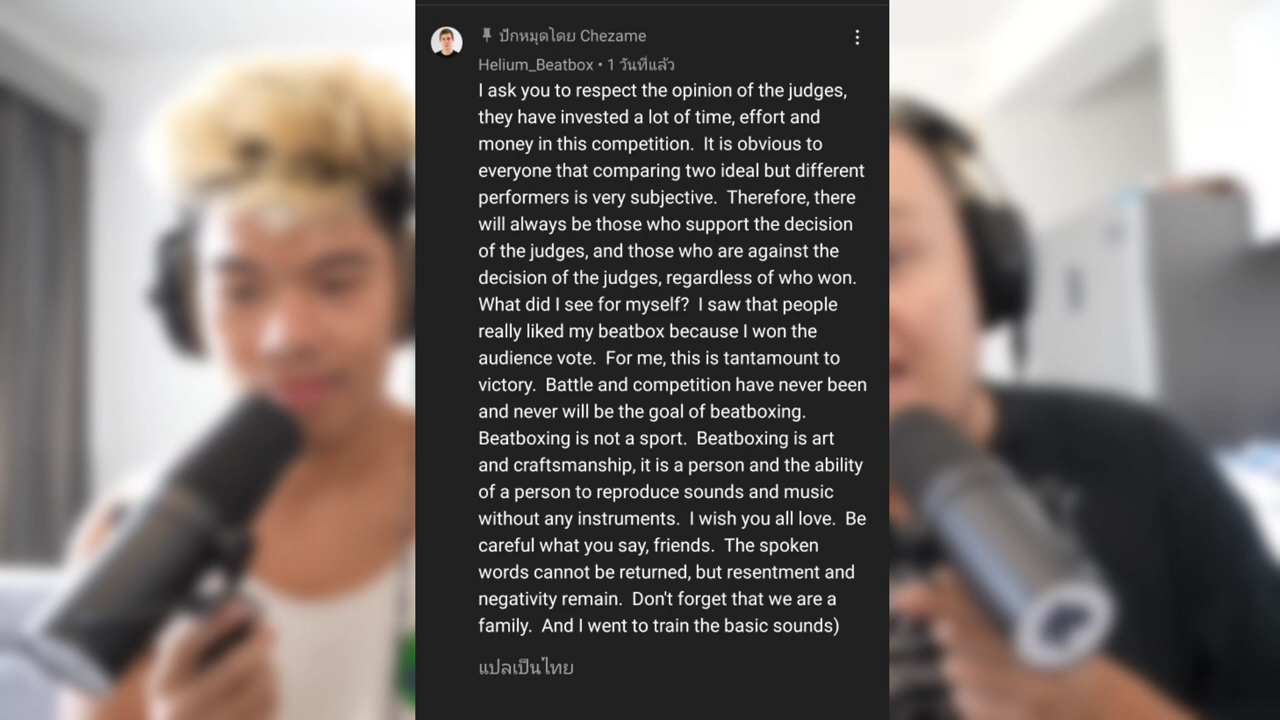 ปักหมุดโดย Chezame
Helium_Beatbox • 1 วันที่แล้ว
I ask you to respect the opinion of the judges,
they have invested a lot of time, effort and
money in this competition.  It is obvious to
everyone that comparing two ideal but different
performers is very subjective.  Therefore, there
will always be those who support the decision
of the judges, and those who are against the
decision of the judges, regardless of who won.
What did I see for myself?  I saw that people
really liked my beatbox because I won the
audience vote.  For me, this is tantamount to
victory.  Battle and competition have never been
and never will be the goal of beatboxing.
Beatboxing is not a sport.  Beatboxing is art
and craftsmanship, it is a person and the ability
of a person to reproduce sounds and music
without any instruments.  I wish you all love.  Be
careful what you say, friends.  The spoken
words cannot be returned, but resentment and
negativity remain.  Don't forget that we are a
family.  And I went to train the basic sounds)
แปลเป็นไทย